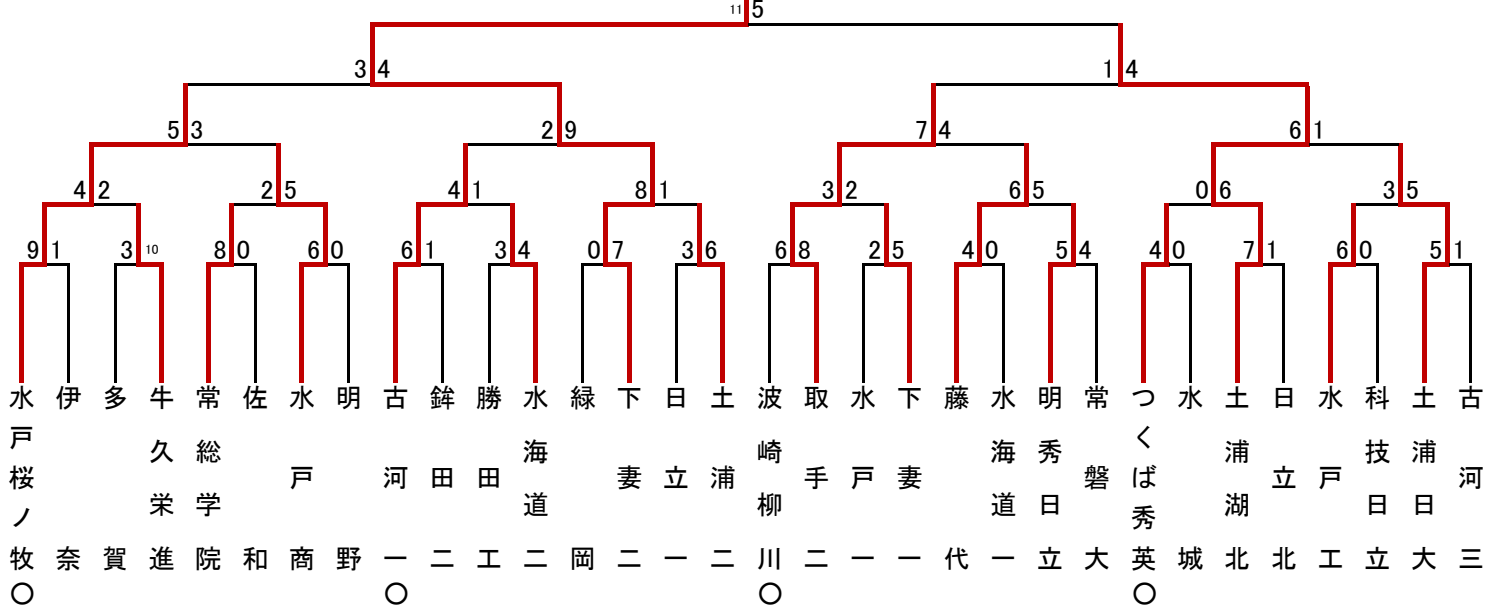 11 5
3 4 1 4
5 3 2 9 7 4 6 1
4 2 2 5 4 1 8 1 3 2 6 5 0 6 3 5
9 1 3 10 8 0 6 0 6 1 3 4 0 7 3 6 6 8 2 5 4 0 5 4 4 0 7 1 6 0 5 1
水戸桜ノ牧○
伊奈
多賀
牛久栄進
常総学院
佐和
水戸商
明野
古河一○
鉾田二
勝田工
水海道二
緑岡
下妻二
日立一
土浦二
波崎柳川○
取手二
水戸一
下妻一
藤代
水海道一
明秀日立
常磐大
つくば秀英○
水城
土浦湖北
日立北
水戸工
科技日立
土浦日大
古河三